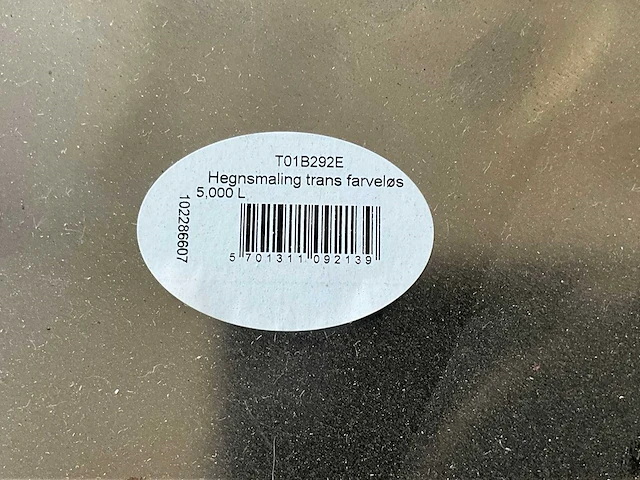 T01B292E
Hegnsmaling trans farveløs
5,000 L
102286607
5 701311 092139